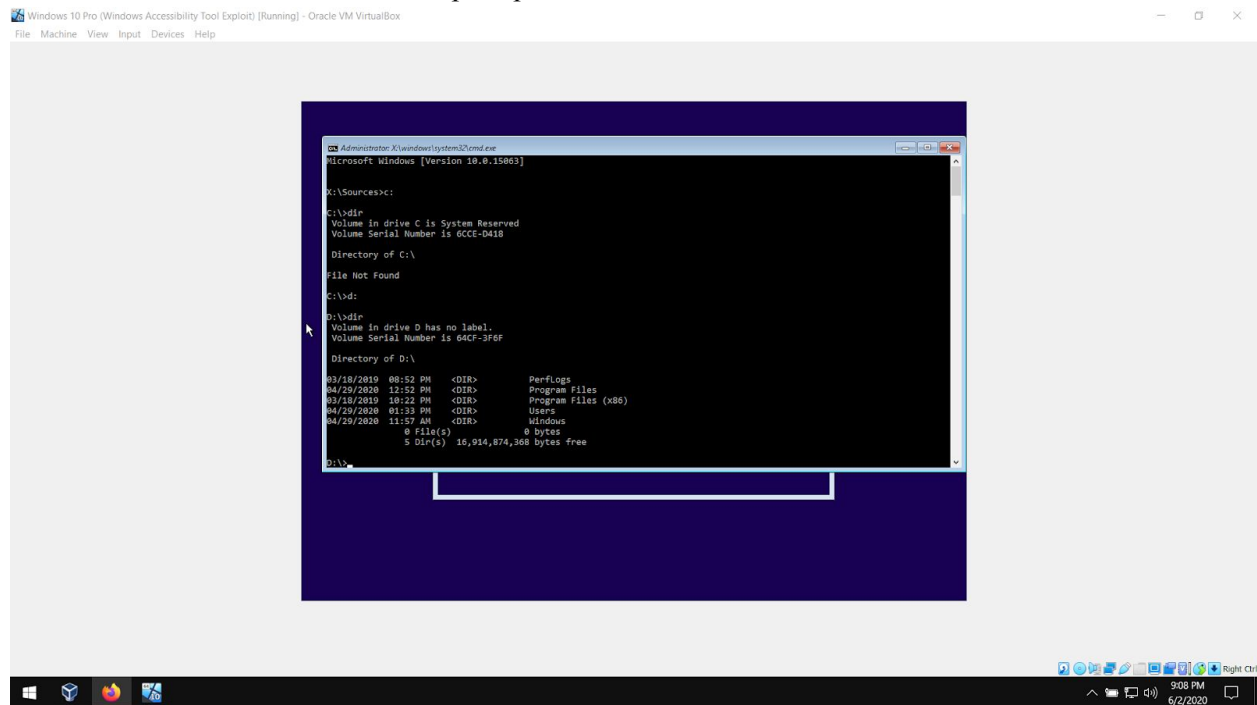 Windows 10 Pro (Windows Accessibility Tool Exploit) [Running] - Oracle VM VirtualBox
File Machine View Input Devices Help
Administrator: X:\windows\system32\cmd.exe
Microsoft Windows [Version 10.0.15063]
X:\Sources>c:
C:\>dir
Volume in drive C is System Reserved
Volume Serial Number is 6CCE-D418
Directory of C:\
File Not Found
C:\>d:
D:\>dir
Volume in drive D has no label.
Volume Serial Number is 64CF-3F6F
Directory of D:\
03/18/2019 08:52 PM <DIR> PerfLogs
04/29/2020 12:52 PM <DIR> Program Files
03/18/2019 10:22 PM <DIR> Program Files (x86)
04/29/2020 01:33 PM <DIR> Users
04/29/2020 11:57 AM <DIR> Windows
0 File(s) 0 bytes
5 Dir(s) 16,914,874,368 bytes free
D:\>
Right Ctrl
9:08 PM
6/2/2020